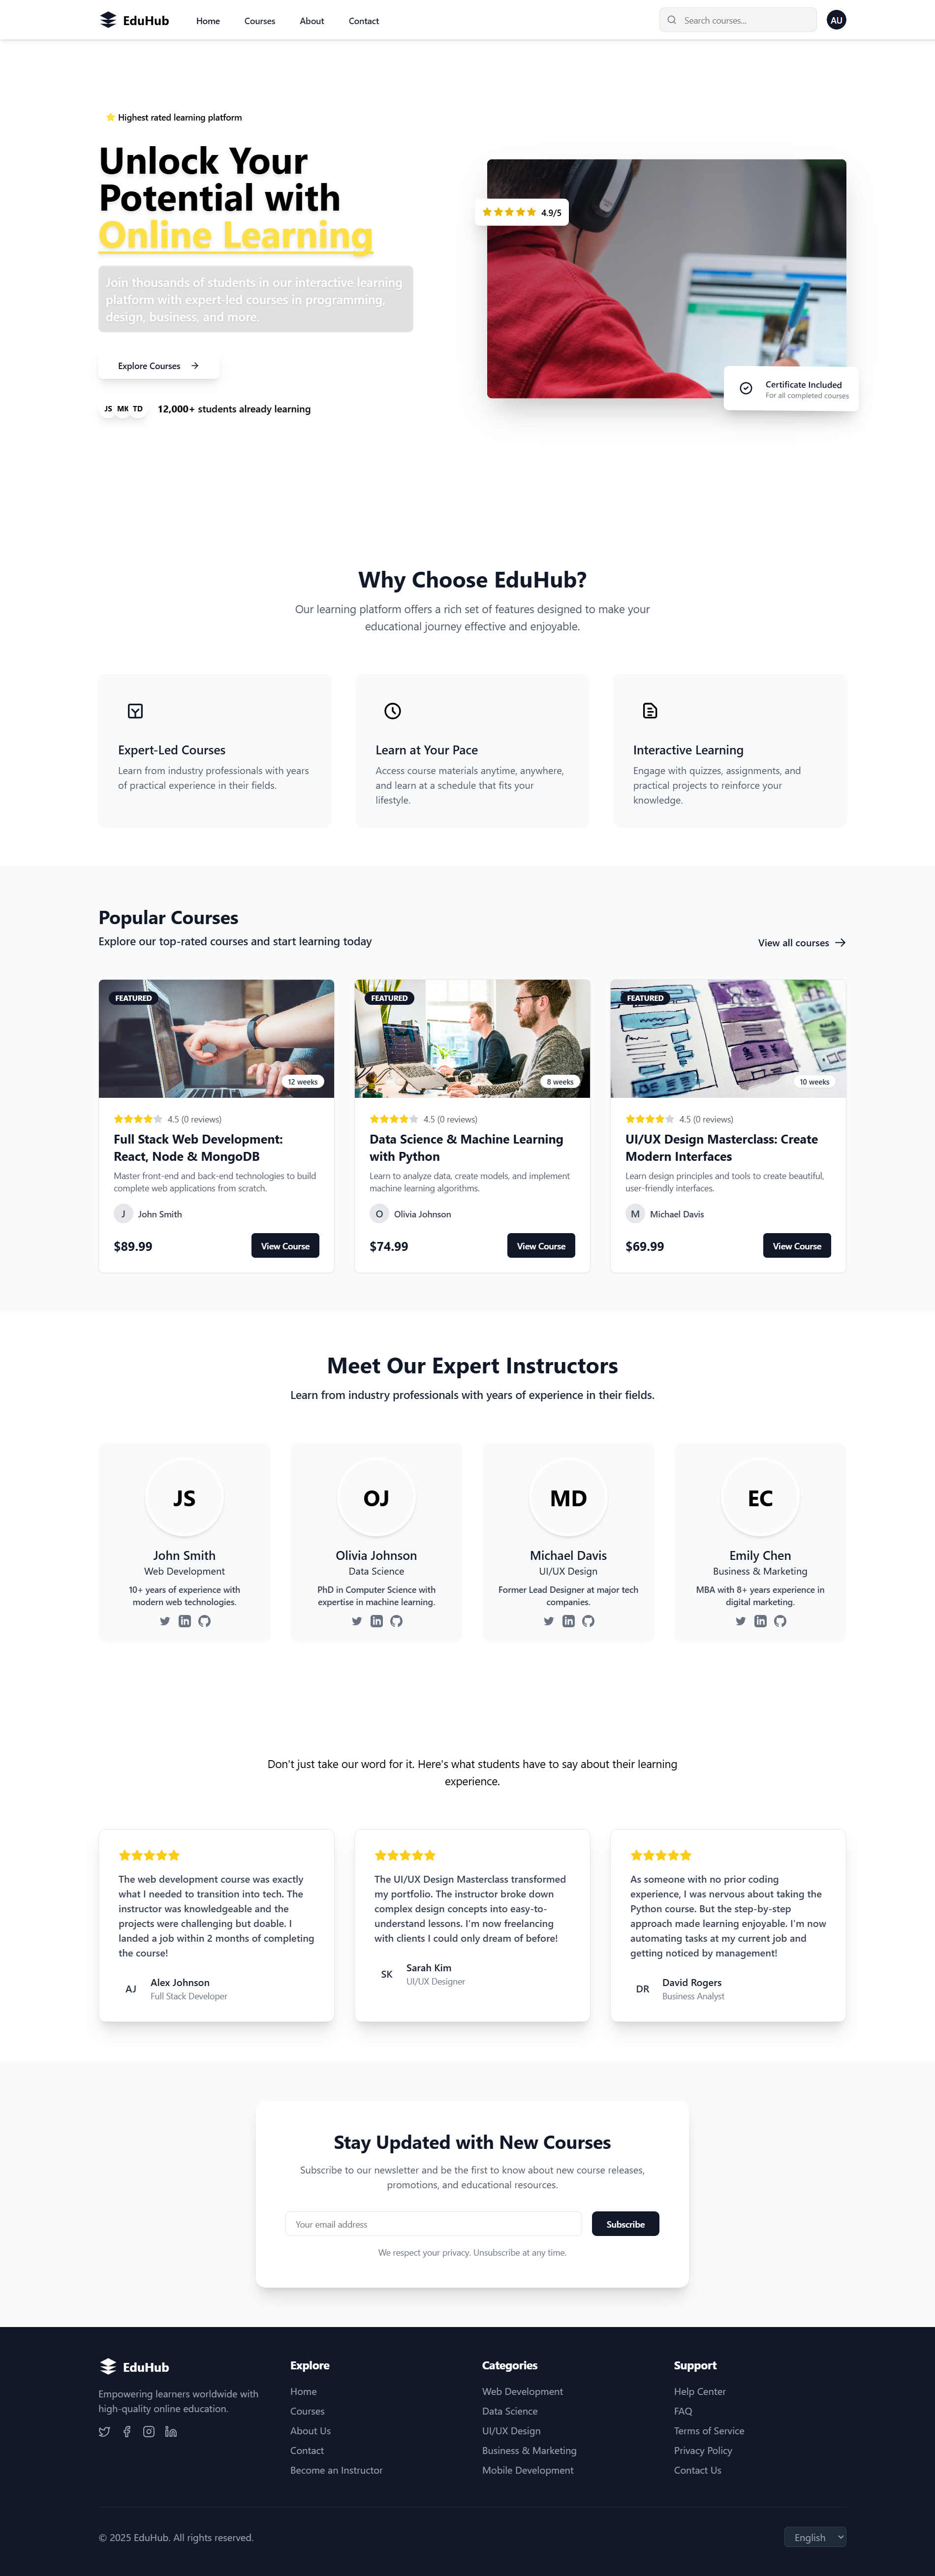 EduHub
Home
Courses
About
Contact
Search courses...
AU
Highest rated learning platform
Unlock Your
Potential with
Online Learning
Join thousands of students in our interactive learning
platform with expert-led courses in programming,
design, business, and more.
Explore Courses
JS MK TD
12,000+ students already learning
4.9/5
Certificate Included
For all completed courses
Why Choose EduHub?
Our learning platform offers a rich set of features designed to make your
educational journey effective and enjoyable.
Expert-Led Courses
Learn from industry professionals with years
of practical experience in their fields.
Learn at Your Pace
Access course materials anytime, anywhere,
and learn at a schedule that fits your
lifestyle.
Interactive Learning
Engage with quizzes, assignments, and
practical projects to reinforce your
knowledge.
Popular Courses
Explore our top-rated courses and start learning today
View all courses
FEATURED
12 weeks
4.5 (0 reviews)
Full Stack Web Development:
React, Node & MongoDB
Master front-end and back-end technologies to build
complete web applications from scratch.
J
John Smith
$89.99
View Course
FEATURED
8 weeks
4.5 (0 reviews)
Data Science & Machine Learning
with Python
Learn to analyze data, create models, and implement
machine learning algorithms.
O
Olivia Johnson
$74.99
View Course
FEATURED
10 weeks
4.5 (0 reviews)
UI/UX Design Masterclass: Create
Modern Interfaces
Learn design principles and tools to create beautiful,
user-friendly interfaces.
M
Michael Davis
$69.99
View Course
Meet Our Expert Instructors
Learn from industry professionals with years of experience in their fields.
JS
John Smith
Web Development
10+ years of experience with
modern web technologies.
OJ
Olivia Johnson
Data Science
PhD in Computer Science with
expertise in machine learning.
MD
Michael Davis
UI/UX Design
Former Lead Designer at major tech
companies.
EC
Emily Chen
Business & Marketing
MBA with 8+ years experience in
digital marketing.
Don't just take our word for it. Here's what students have to say about their learning
experience.
The web development course was exactly
what I needed to transition into tech. The
instructor was knowledgeable and the
projects were challenging but doable. I
landed a job within 2 months of completing
the course!
AJ
Alex Johnson
Full Stack Developer
The UI/UX Design Masterclass transformed
my portfolio. The instructor broke down
complex design concepts into easy-to-
understand lessons. I'm now freelancing
with clients I could only dream of before!
SK
Sarah Kim
UI/UX Designer
As someone with no prior coding
experience, I was nervous about taking the
Python course. But the step-by-step
approach made learning enjoyable. I'm now
automating tasks at my current job and
getting noticed by management!
DR
David Rogers
Business Analyst
Stay Updated with New Courses
Subscribe to our newsletter and be the first to know about new course releases,
promotions, and educational resources.
Your email address
Subscribe
We respect your privacy. Unsubscribe at any time.
EduHub
Empowering learners worldwide with
high-quality online education.
Explore
Home
Courses
About Us
Contact
Become an Instructor
Categories
Web Development
Data Science
UI/UX Design
Business & Marketing
Mobile Development
Support
Help Center
FAQ
Terms of Service
Privacy Policy
Contact Us
© 2025 EduHub. All rights reserved.
English